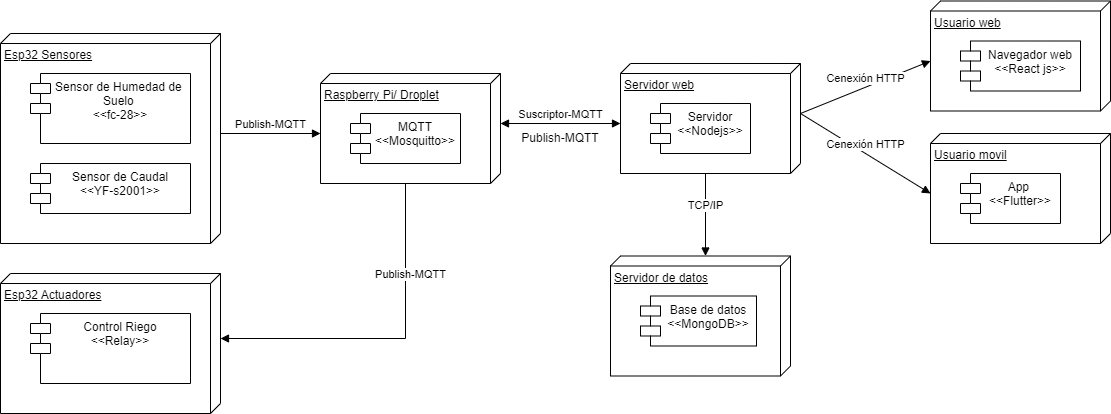 Esp32 Sensores
Sensor de Humedad de
Suelo
<<fc-28>>
Sensor de Caudal
<<YF-s2001>>
Publish-MQTT
Raspberry Pi/ Droplet
MQTT
<<Mosquitto>>
Suscriptor-MQTT
Publish-MQTT
Servidor web
Servidor
<<Nodejs>>
Cenexión HTTP
Usuario web
Navegador web
<<React js>>
Cenexión HTTP
Usuario movil
App
<<Flutter>>
TCP/IP
Servidor de datos
Base de datos
<<MongoDB>>
Publish-MQTT
Esp32 Actuadores
Control Riego
<<Relay>>